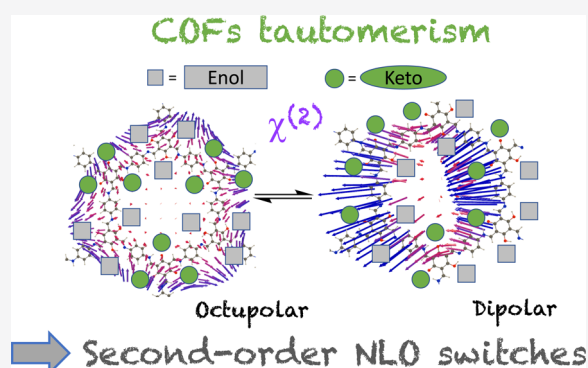 COFs tautomerism
= Enol = Keto
χ(2)
Octupolar Dipolar
Second-order NLO switches